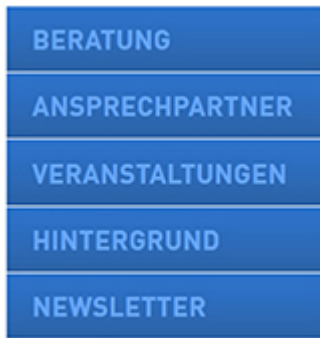 BERATUNG
ANSPRECHPARTNER
VERANSTALTUNGEN
HINTERGRUND
NEWSLETTER